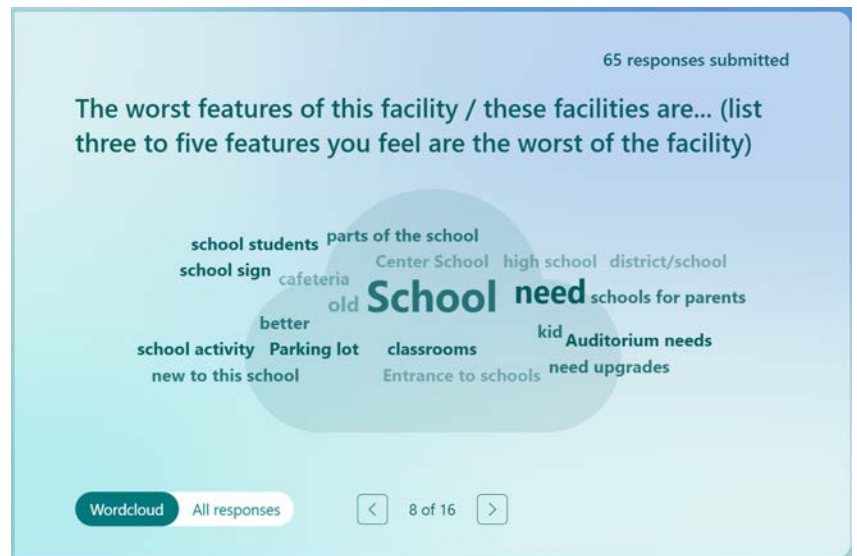 65 responses submitted
The worst features of this facility / these facilities are... (list
three to five features you feel are the worst of the facility)
school students parts of the school
school sign cafeteria Center School high school district/school
old School need schools for parents
better kid Auditorium needs
school activity Parking lot classrooms
new to this school Entrance to schools need upgrades
Wordcloud All responses 8 of 16